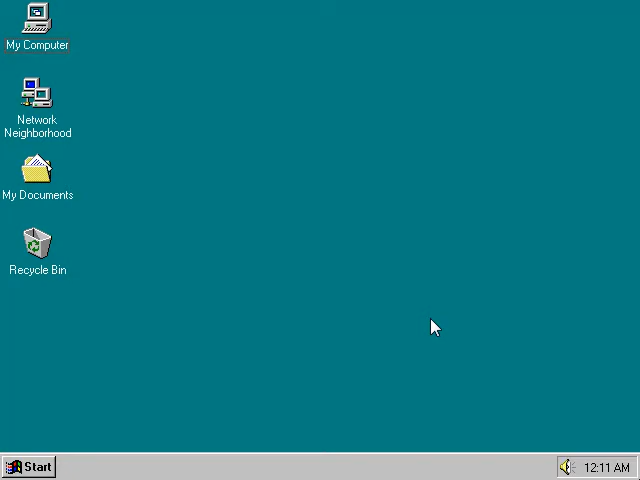 My Computer
Network
Neighborhood
My Documents
Recycle Bin
Start
12:11 AM